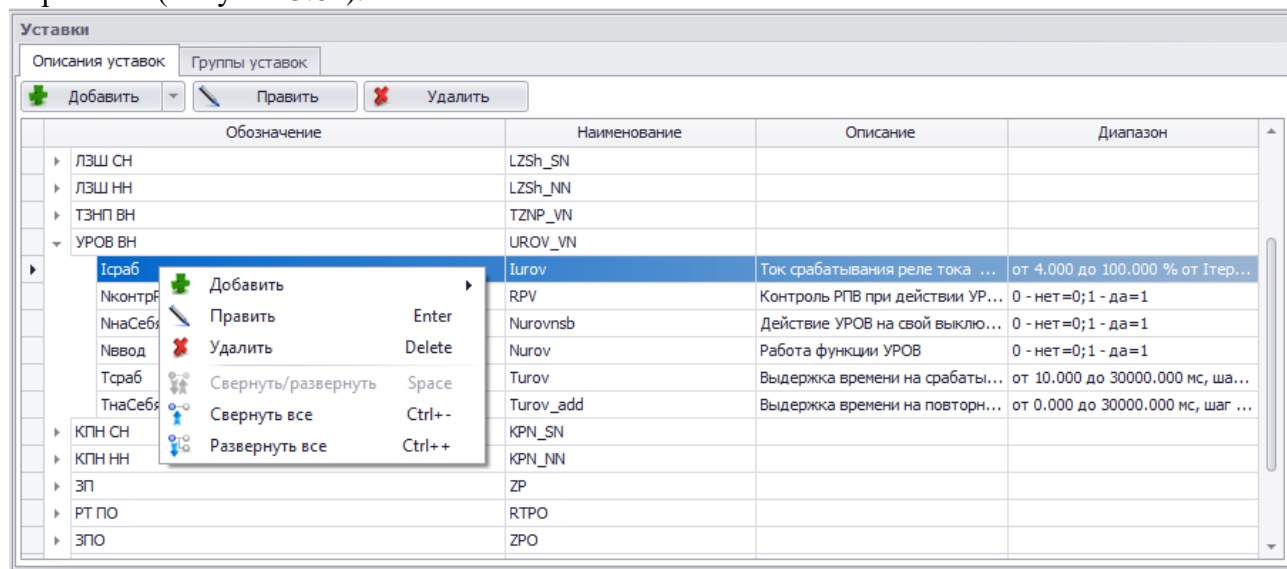 Уставки
Описания уставок Группы уставок
Добавить Править Удалить
Обозначение Наименование Описание Диапазон
ЛЗШ СН LZSh_SN
ЛЗШ НН LZSh_NN
ТЗНП ВН TZNP_VN
УРОВ ВН UROV_VN
Iсраб Iurov Ток срабатывания реле тока ... от 4.000 до 100.000 % от Iтер...
RPV Контроль РПВ при действии УР... 0 - нет=0;1 - да=1
NнаСебя Nurovnsb Действие УРОВ на свой выклю... 0 - нет=0;1 - да=1
Nввод Nurov Работа функции УРОВ 0 - нет=0;1 - да=1
Tсраб Turov Выдержка времени на срабаты... от 10.000 до 30000.000 мс, ша...
TнаСебя Turov_add Выдержка времени на повторн... от 0.000 до 30000.000 мс, шаг ...
КПН СН KPN_SN
КПН НН KPN_NN
ЗП ZP
РТ ПО RTPO
ЗПО ZPO
Добавить
Править Enter
Удалить Delete
Свернуть/развернуть Space
Свернуть все Ctrl+-
Развернуть все Ctrl++